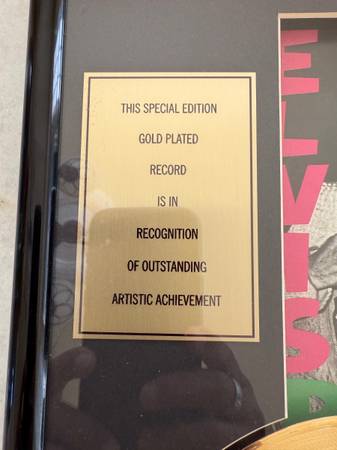 THIS SPECIAL EDITION
GOLD PLATED
RECORD
IS IN
RECOGNITION
OF OUTSTANDING
ARTISTIC ACHIEVEMENT
ELVIS